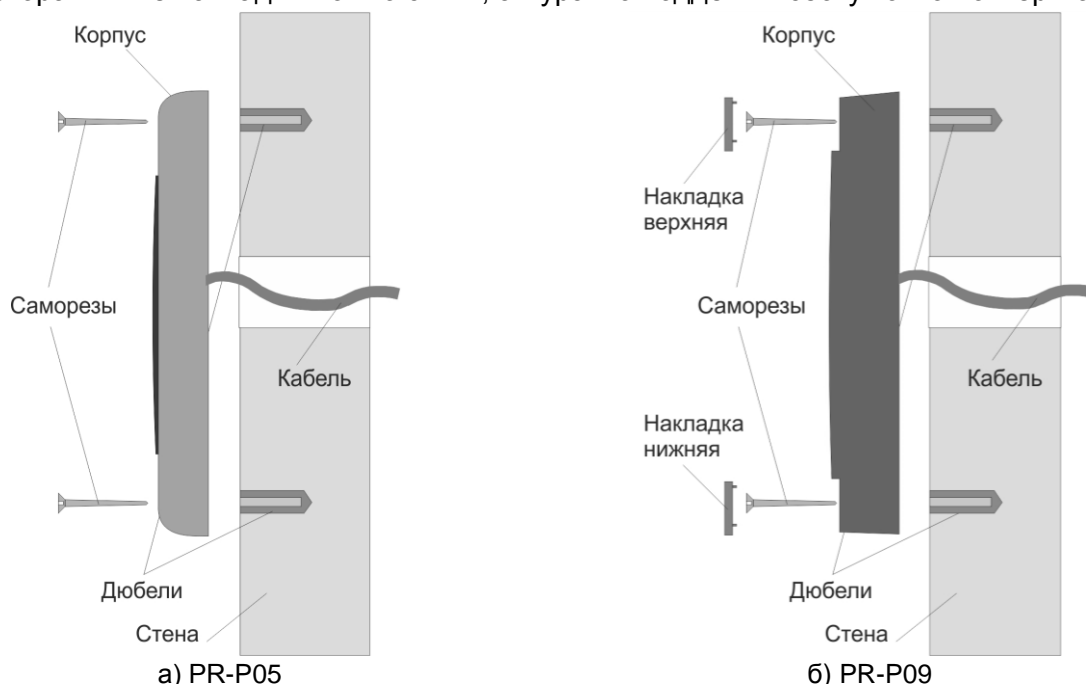 Корпус
Саморезы
Кабель
Дюбели
Стена
а) PR-P05
Корпус
Накладка
верхняя
Саморезы
Кабель
Накладка
нижняя
Дюбели
Стена
б) PR-P09